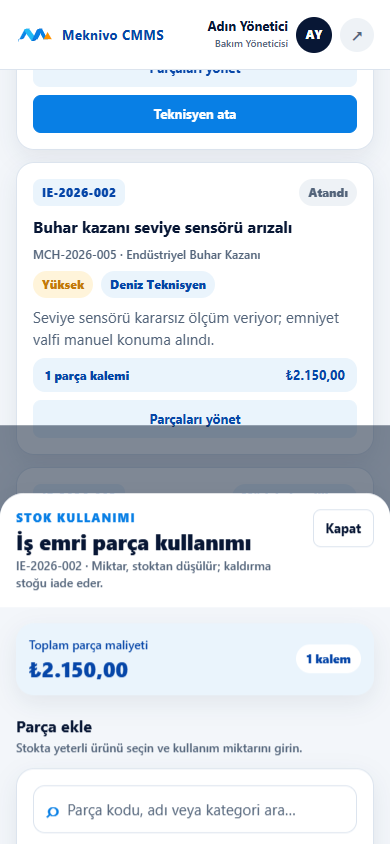 Meknivo CMMS
Adın Yönetici
Bakım Yöneticisi
AY
↗
Parçaları yönet
Teknisyen ata
IE-2026-002
Atandı
Buhar kazanı seviye sensörü arızalı
MCH-2026-005 · Endüstriyel Buhar Kazanı
Yüksek
Deniz Teknisyen
Seviye sensörü kararsız ölçüm veriyor; emniyet
valfi manuel konuma alındı.
1 parça kalemi
₺2.150,00
Parçaları yönet
STOK KULLANIMI
İş emri parça kullanımı
IE-2026-002 · Miktar, stoktan düşülür; kaldırma
stoğu iade eder.
Kapat
Toplam parça maliyeti
₺2.150,00
1 kalem
Parça ekle
Stokta yeterli ürünü seçin ve kullanım miktarını girin.
Parça kodu, adı veya kategori ara...